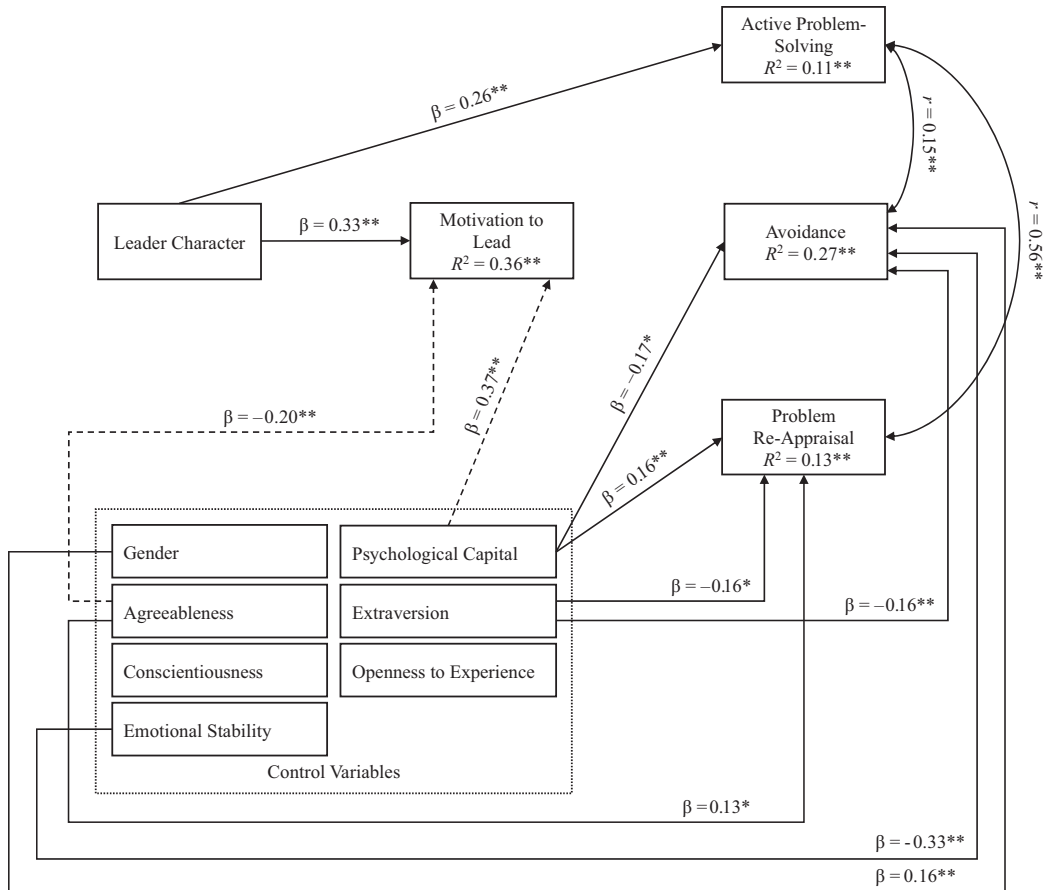 Active Problem-
Solving
R² = 0.11**
β = 0.26**
r = 0.15**
Leader Character
β = 0.33**
Motivation to
Lead
R² = 0.36**
Avoidance
R² = 0.27**
r = 0.56**
β = −0.20**
β = 0.37**
β = −0.17*
β = 0.16**
Problem
Re-Appraisal
R² = 0.13**
Gender
Psychological Capital
Agreeableness
Extraversion
β = −0.16*
β = −0.16**
Conscientiousness
Openness to Experience
Emotional Stability
Control Variables
β = 0.13*
β = - 0.33**
β = 0.16**